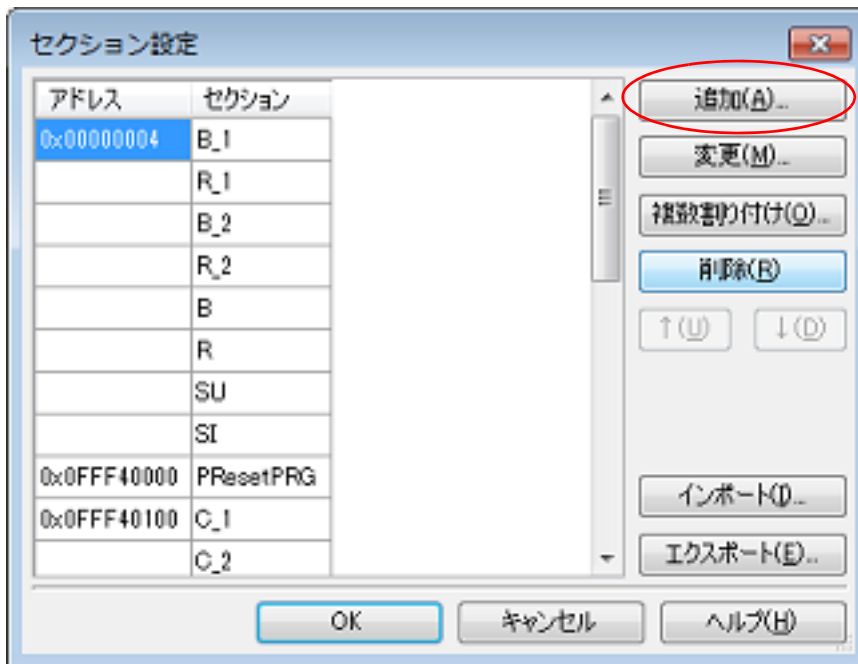 セクション設定
アドレス セクション
0x00000004 B_1
R_1
B_2
R_2
B
R
SU
SI
0x0FFF40000 PResetPRG
0x0FFF40100 C_1
C_2
追加(A)...
変更(M)...
複数割り付け(O)...
削除(R)
↑(U) ↓(D)
インポート(I)...
エクスポート(E)...
OK キャンセル ヘルプ(H)